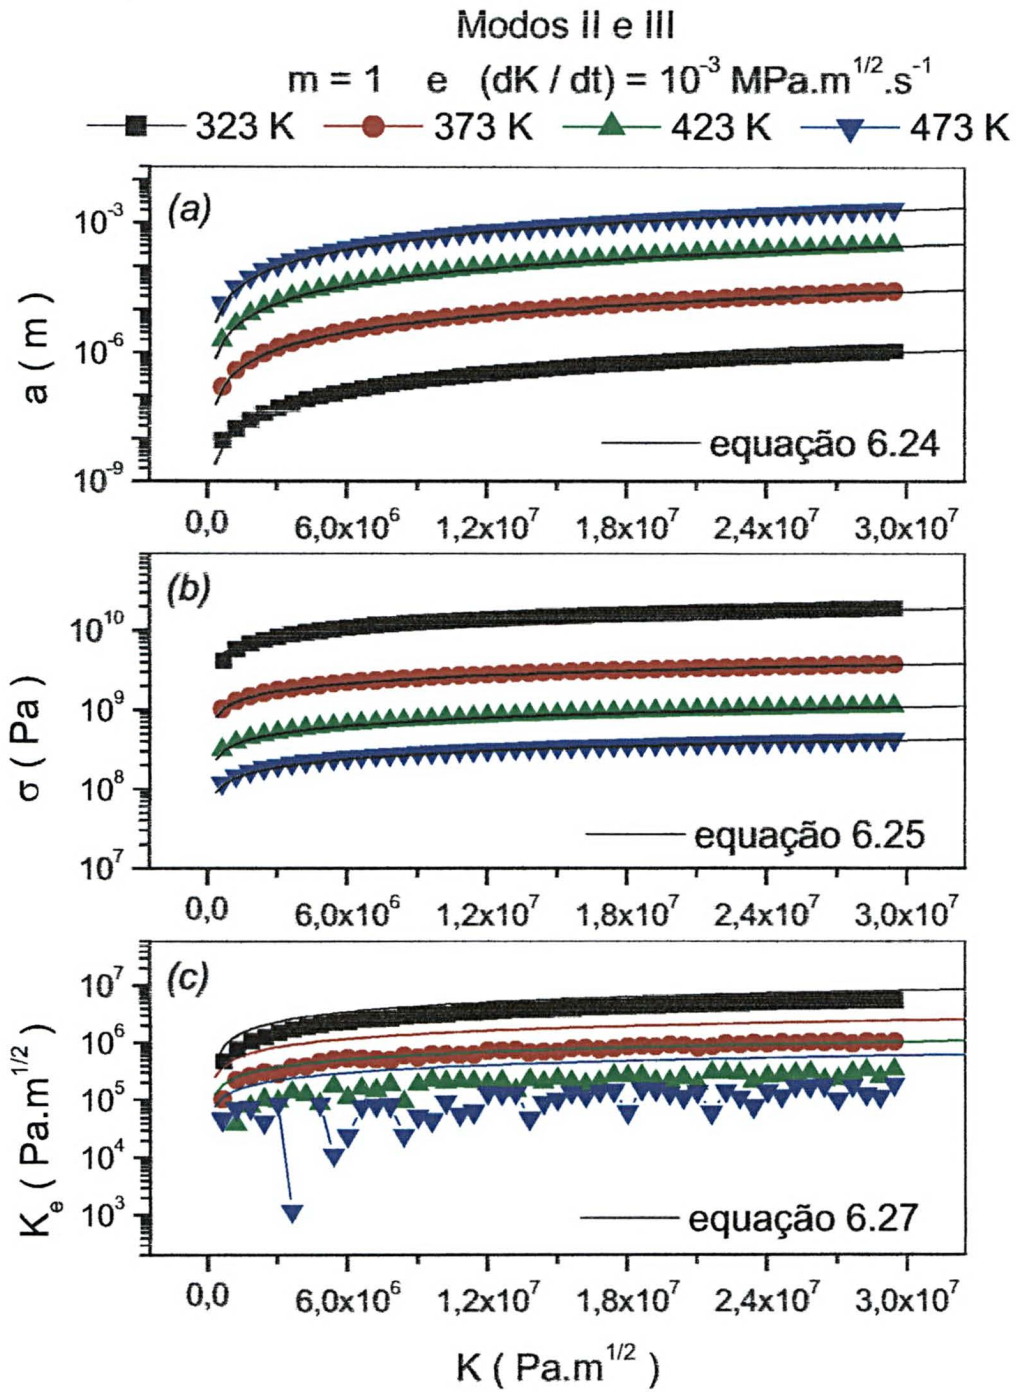 Modos II e III
m = 1 e (dK / dt) = 10⁻³ MPa.m^1/2.s⁻¹
323 K 373 K 423 K 473 K
(a)
10⁻³
10⁻⁶
10⁻⁹
a ( m )
equação 6.24
0,0 6,0x10⁶ 1,2x10⁷ 1,8x10⁷ 2,4x10⁷ 3,0x10⁷
(b)
10¹⁰
10⁹
10⁸
10⁷
σ ( Pa )
equação 6.25
0,0 6,0x10⁶ 1,2x10⁷ 1,8x10⁷ 2,4x10⁷ 3,0x10⁷
(c)
10⁷
10⁶
10⁵
10⁴
10³
Kₑ ( Pa.m^1/2 )
equação 6.27
0,0 6,0x10⁶ 1,2x10⁷ 1,8x10⁷ 2,4x10⁷ 3,0x10⁷
K ( Pa.m^1/2 )